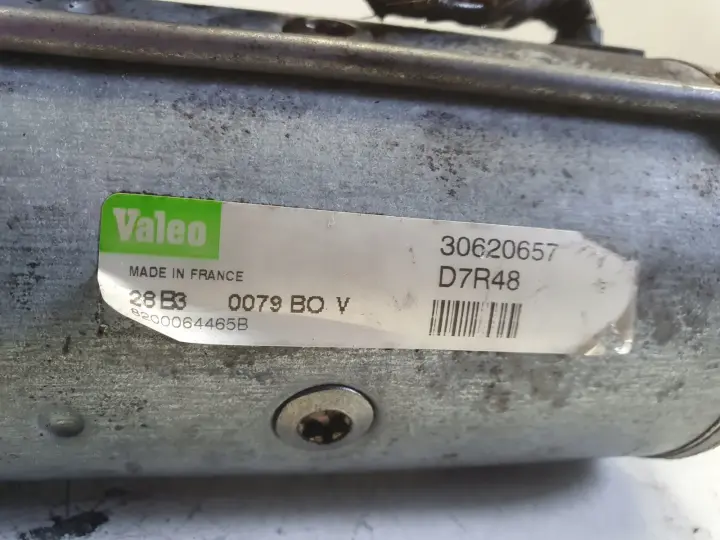 Valeo
MADE IN FRANCE
28 B3 0079 BO V
8200064465B
30620657
D7R48